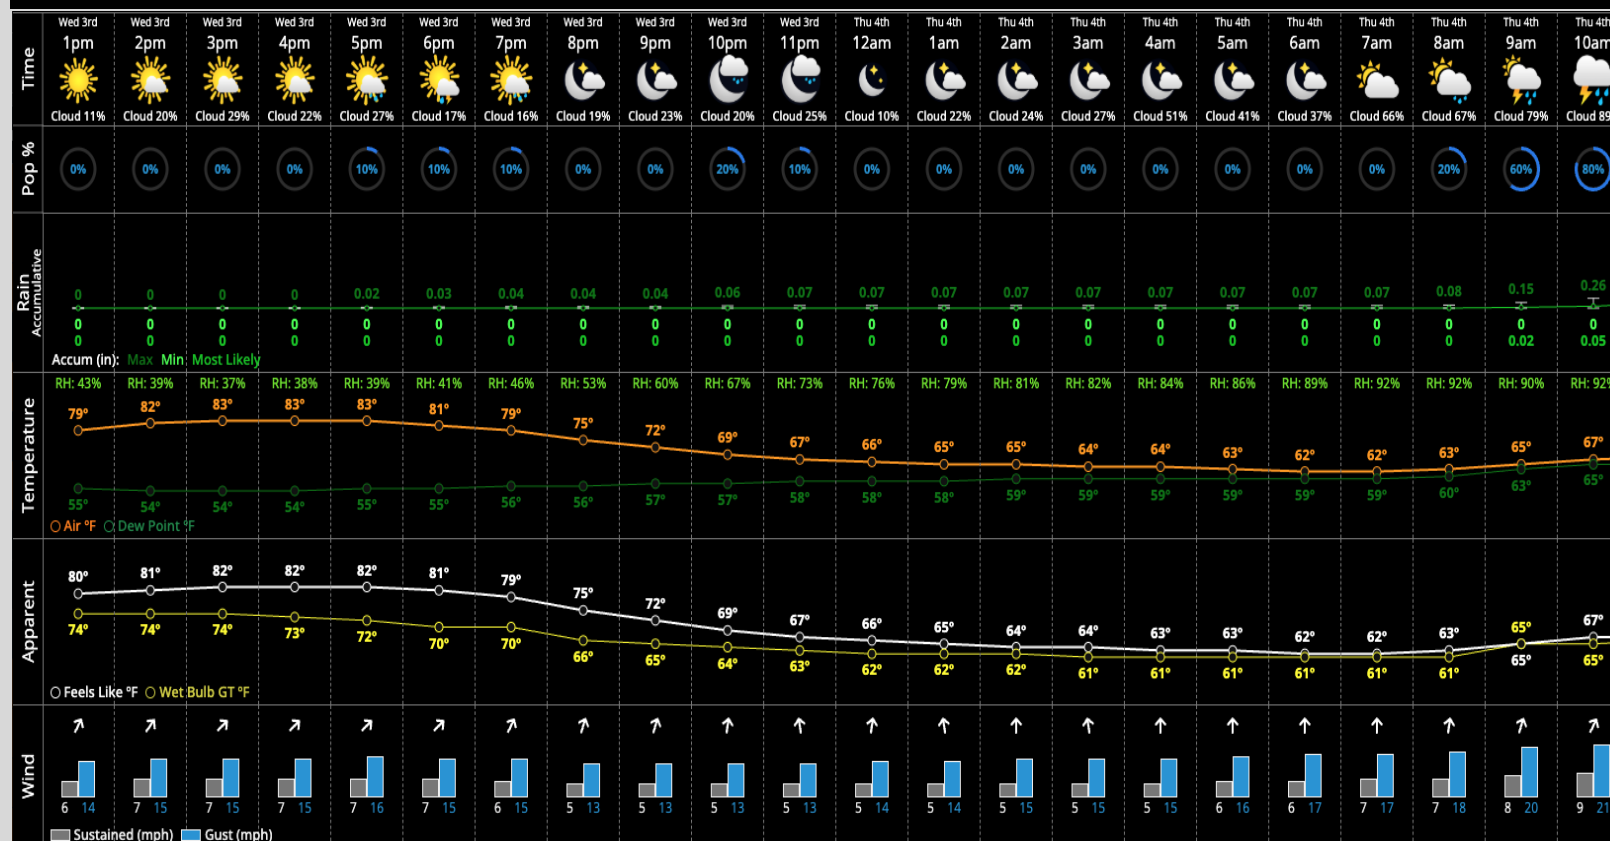 Wed 3rd Wed 3rd Wed 3rd Wed 3rd Wed 3rd Wed 3rd Wed 3rd Wed 3rd Wed 3rd Wed 3rd Wed 3rd Thu 4th Thu 4th Thu 4th Thu 4th Thu 4th Thu 4th Thu 4th Thu 4th Thu 4th Thu 4th Thu 4th
Time 1pm 2pm 3pm 4pm 5pm 6pm 7pm 8pm 9pm 10pm 11pm 12am 1am 2am 3am 4am 5am 6am 7am 8am 9am 10am
Cloud 11% Cloud 20% Cloud 29% Cloud 22% Cloud 27% Cloud 17% Cloud 16% Cloud 19% Cloud 23% Cloud 20% Cloud 25% Cloud 10% Cloud 22% Cloud 24% Cloud 27% Cloud 51% Cloud 41% Cloud 37% Cloud 66% Cloud 67% Cloud 79% Cloud 89
Pop % 0% 0% 0% 0% 10% 10% 10% 0% 0% 20% 10% 0% 0% 0% 0% 0% 0% 0% 0% 20% 60% 80%
Rain
Accumulative
0 0 0 0 0.02 0.03 0.04 0.04 0.04 0.06 0.07 0.07 0.07 0.07 0.07 0.07 0.07 0.07 0.07 0.08 0.15 0.26
0 0 0 0 0 0 0 0 0 0 0 0 0 0 0 0 0 0 0 0 0 0
0 0 0 0 0 0 0 0 0 0 0 0 0 0 0 0 0 0 0 0 0.02 0.05
Accum (in): Max Min Most Likely
Temperature
RH: 43% RH: 39% RH: 37% RH: 38% RH: 39% RH: 41% RH: 46% RH: 53% RH: 60% RH: 67% RH: 73% RH: 76% RH: 79% RH: 81% RH: 82% RH: 84% RH: 86% RH: 89% RH: 92% RH: 92% RH: 90% RH: 92%
79° 82° 83° 83° 83° 81° 79° 75° 72° 69° 67° 66° 65° 65° 64° 64° 63° 62° 62° 63° 65° 67°
55° 54° 54° 54° 55° 55° 56° 56° 57° 57° 58° 58° 58° 59° 59° 59° 59° 59° 59° 60° 63° 65°
Air °F Dew Point °F
Apparent
80° 81° 82° 82° 82° 81° 79° 75° 72° 69° 67° 66° 65° 64° 64° 63° 63° 62° 62° 63° 65° 67°
74° 74° 74° 73° 72° 70° 70° 66° 65° 64° 63° 62° 62° 62° 61° 61° 61° 61° 61° 61° 65° 65°
Feels Like °F Wet Bulb GT °F
Wind
6 14 7 15 7 15 7 15 7 16 7 15 6 15 5 13 5 13 5 13 5 13 5 14 5 14 5 15 5 15 5 15 6 16 6 17 7 17 7 18 8 20 9 21
Sustained (mph) Gust (mph)